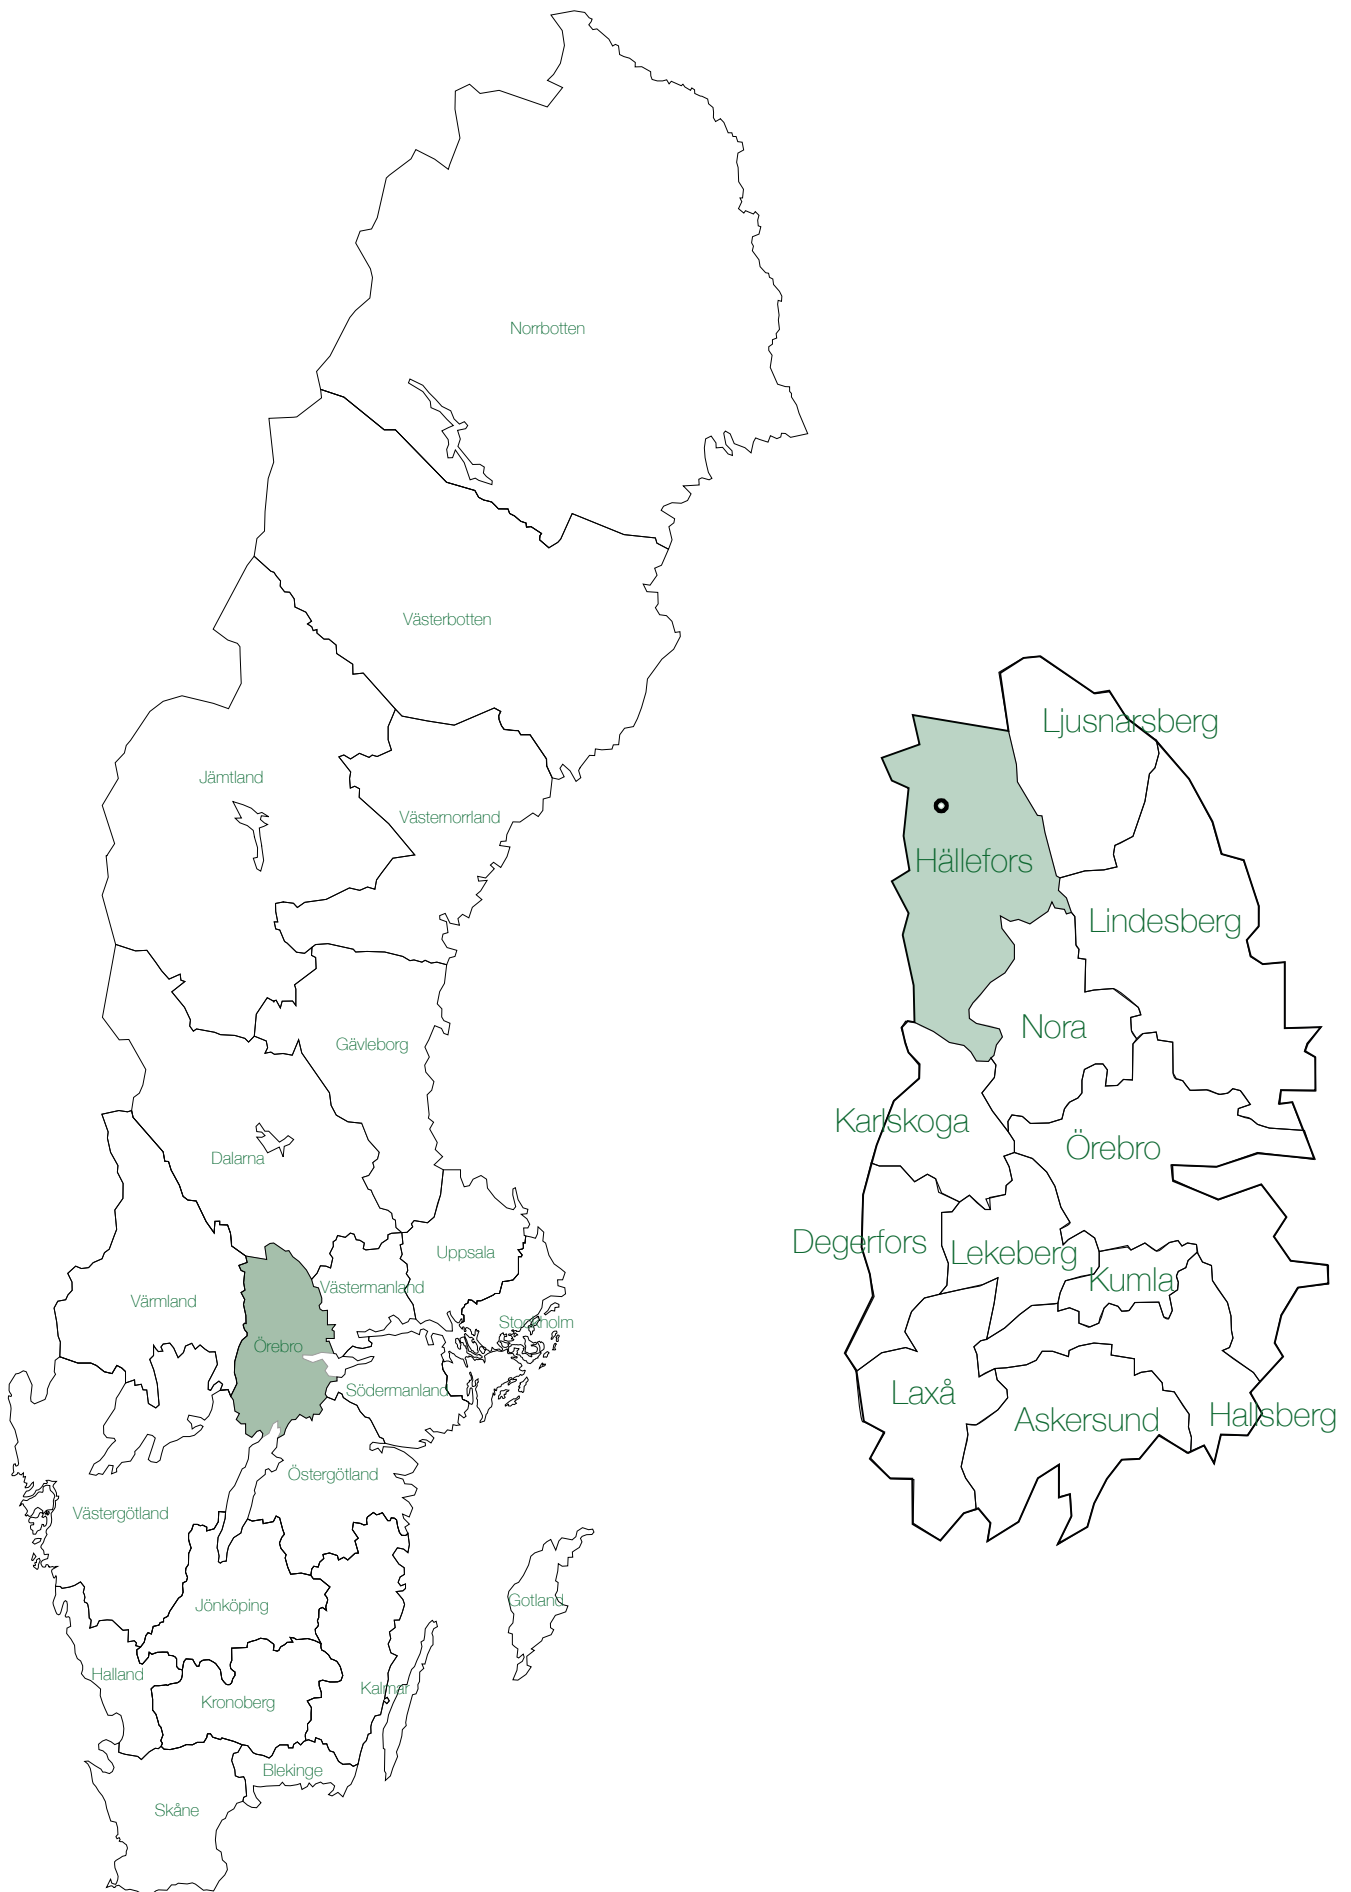 Norrbotten
Västerbotten
Jämtland
Västernorrland
Gävleborg
Dalarna
Uppsala
Västermanland
Värmland
Stockholm
Örebro
Södermanland
Östergötland
Västergötland
Gotland
Jönköping
Halland
Kalmar
Kronoberg
Blekinge
Skåne
Ljusnarsberg
Hällefors
Lindesberg
Nora
Karlskoga
Örebro
Degerfors
Lekeberg
Kumla
Laxå
Askersund
Hallsberg